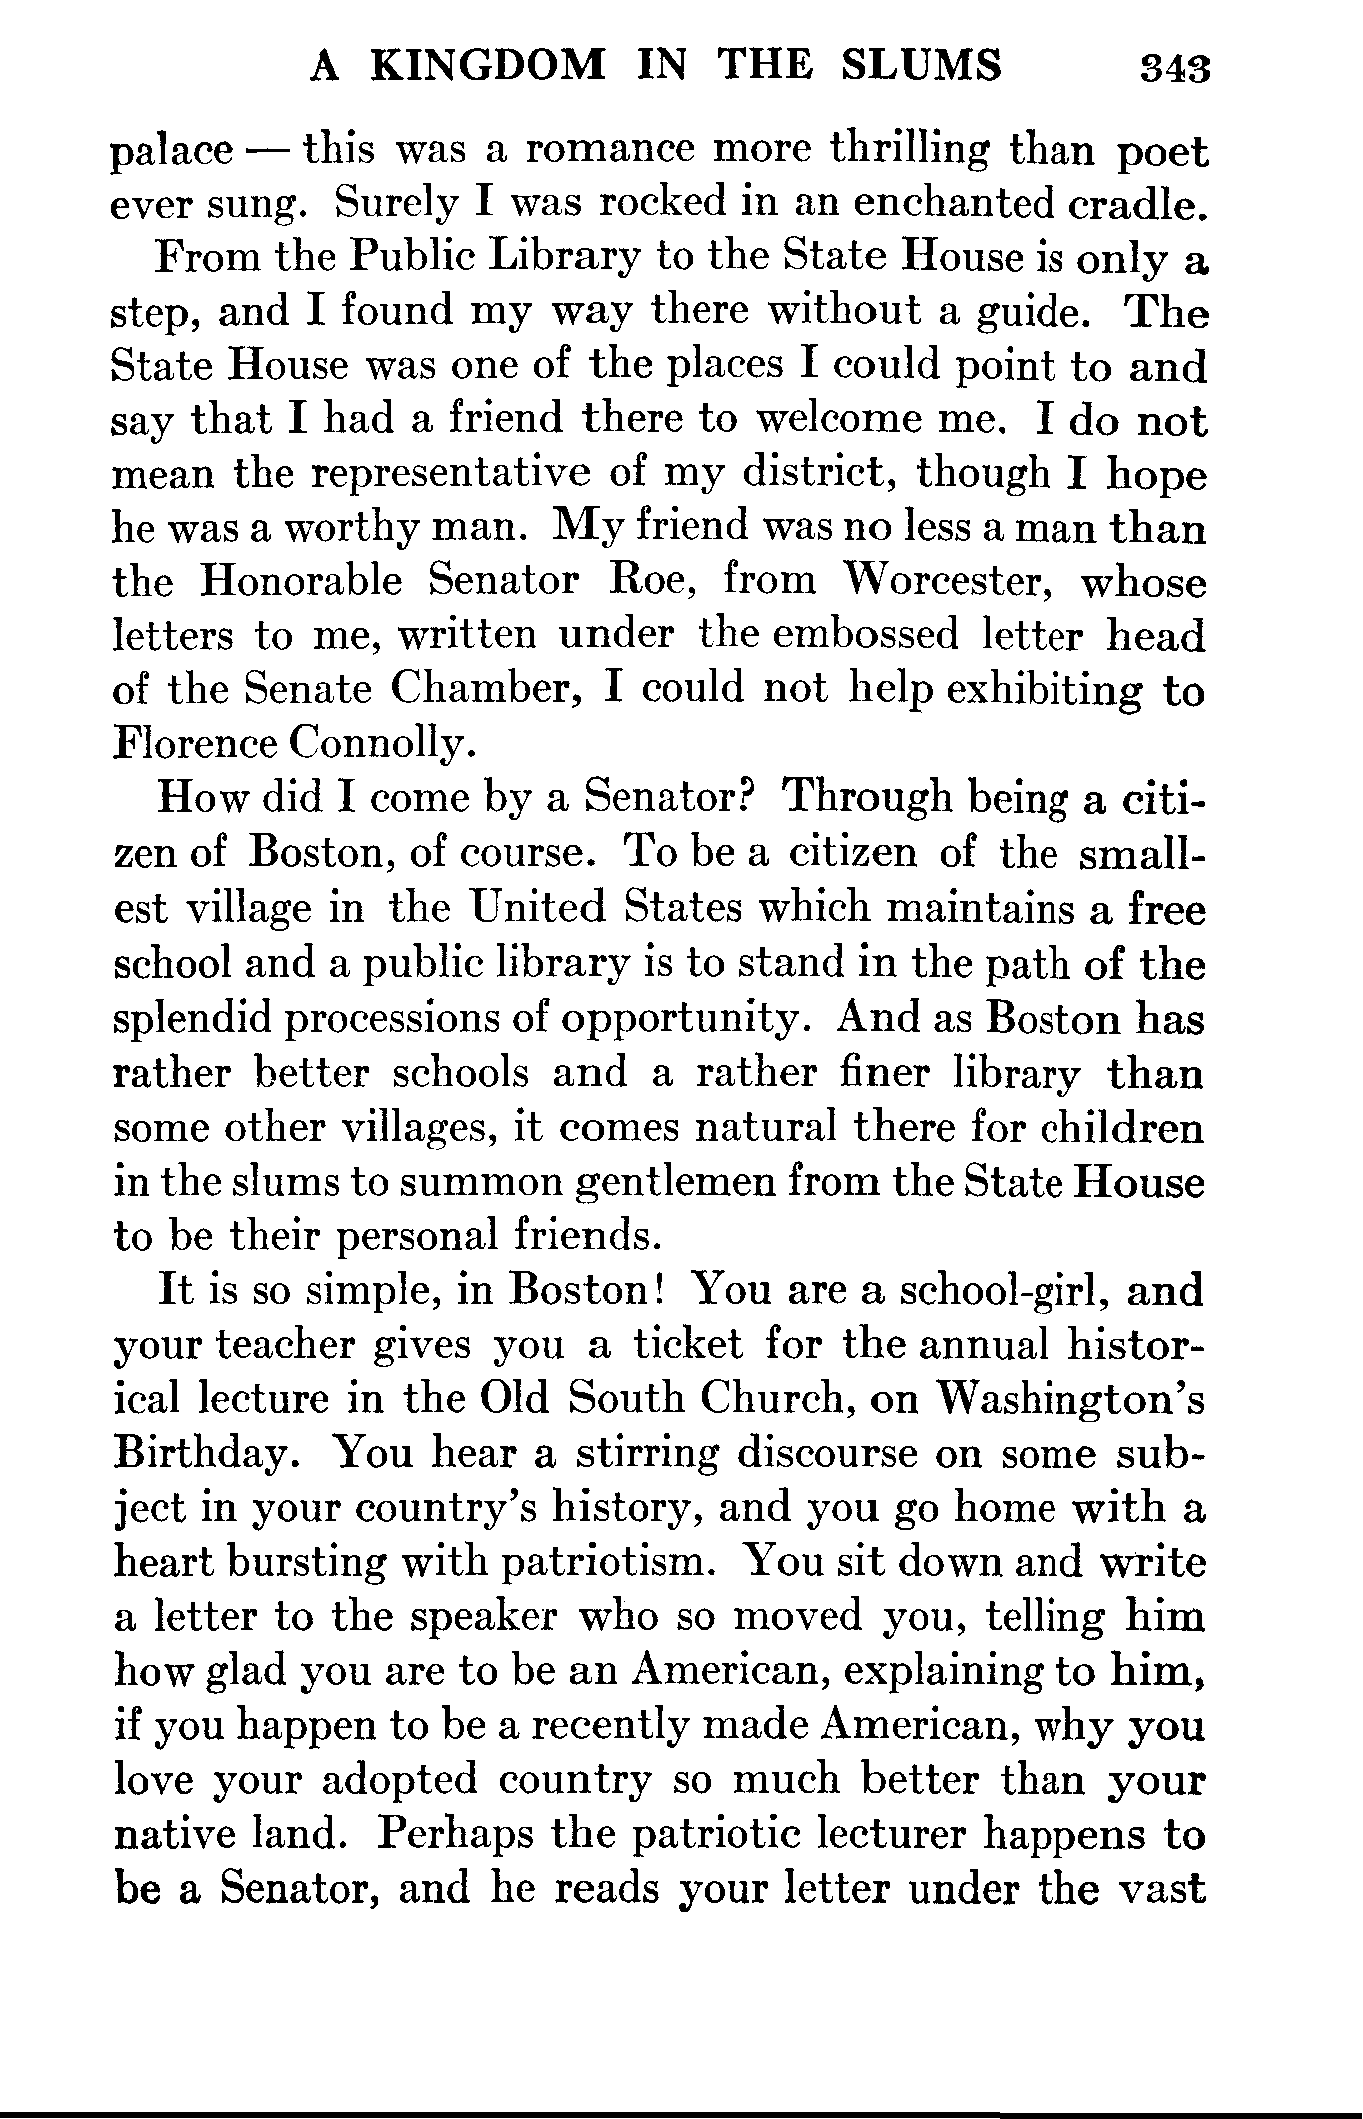 A KINGDOM IN THE SLUMS 343
palace — this was a romance more thrilling than poet
ever sung. Surely I was rocked in an enchanted cradle.
From the Public Library to the State House is only a
step, and I found my way there without a guide. The
State House was one of the places I could point to and
say that I had a friend there to welcome me. I do not
mean the representative of my district, though I hope
he was a worthy man. My friend was no less a man than
the Honorable Senator Roe, from Worcester, whose
letters to me, written under the embossed letter head
of the Senate Chamber, I could not help exhibiting to
Florence Connolly.
How did I come by a Senator? Through being a citi-
zen of Boston, of course. To be a citizen of the small-
est village in the United States which maintains a free
school and a public library is to stand in the path of the
splendid processions of opportunity. And as Boston has
rather better schools and a rather finer library than
some other villages, it comes natural there for children
in the slums to summon gentlemen from the State House
to be their personal friends.
It is so simple, in Boston! You are a school-girl, and
your teacher gives you a ticket for the annual histor-
ical lecture in the Old South Church, on Washington's
Birthday. You hear a stirring discourse on some sub-
ject in your country's history, and you go home with a
heart bursting with patriotism. You sit down and write
a letter to the speaker who so moved you, telling him
how glad you are to be an American, explaining to him,
if you happen to be a recently made American, why you
love your adopted country so much better than your
native land. Perhaps the patriotic lecturer happens to
be a Senator, and he reads your letter under the vast